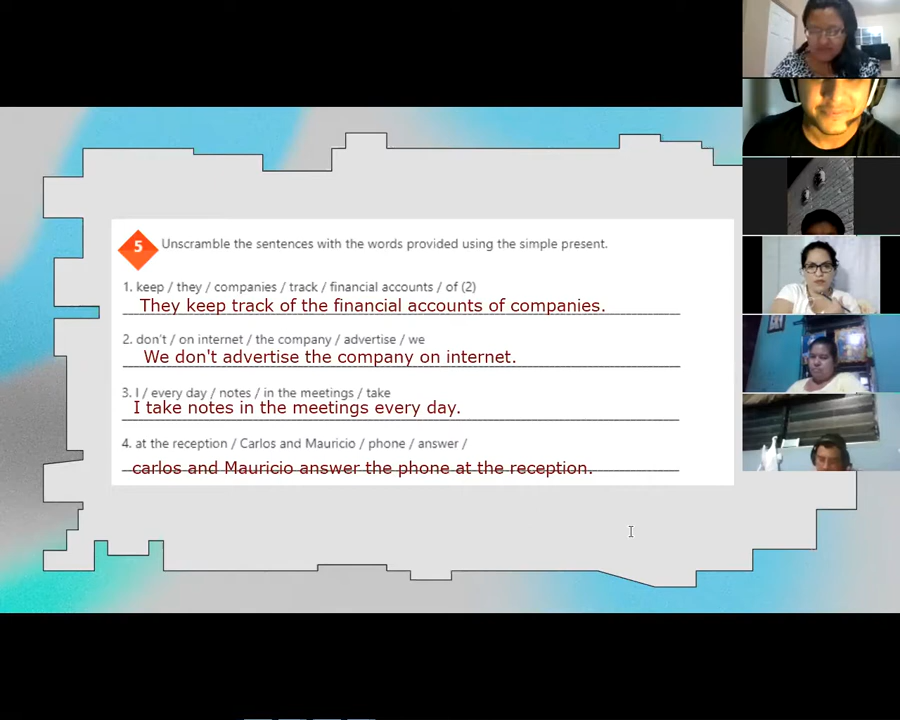 5
Unscramble the sentences with the words provided using the simple present.
1. keep / they / companies / track / financial accounts / of (2)
They keep track of the financial accounts of companies.
2. don't / on internet / the company / advertise / we
We don't advertise the company on internet.
3. I / every day / notes / in the meetings / take
I take notes in the meetings every day.
4. at the reception / Carlos and Mauricio / phone / answer /
carlos and Mauricio answer the phone at the reception.